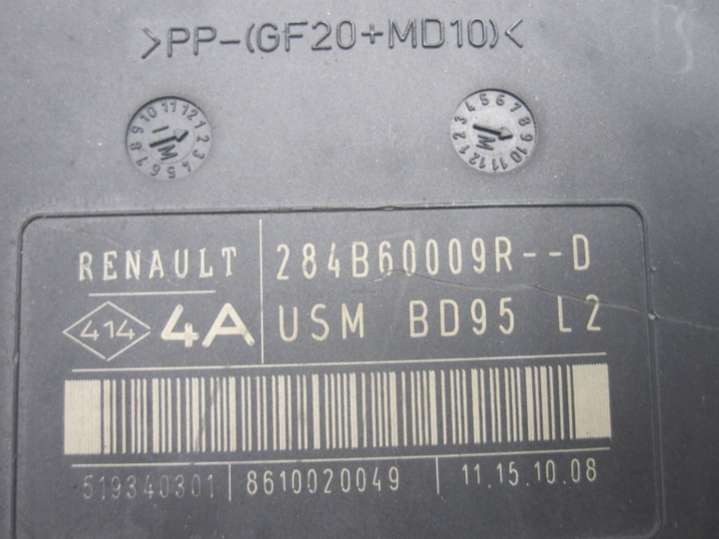 >PP-(GF20+MD10)<
RENAULT 284B60009R--D
414 4A USM BD95 L2
519340301 8610020049 11.15.10.08